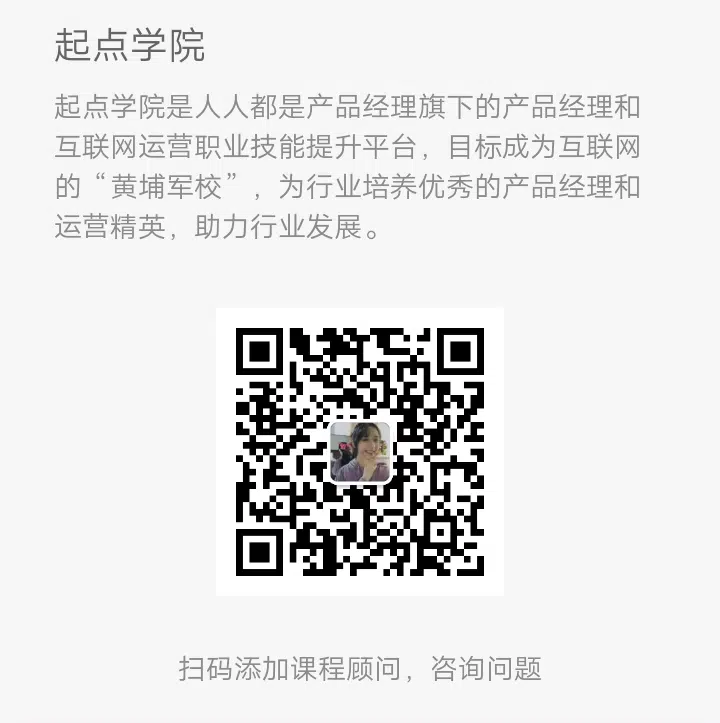 起点学院
起点学院是人人都是产品经理旗下的产品经理和
互联网运营职业技能提升平台，目标成为互联网
的“黄埔军校”，为行业培养优秀的产品经理和
运营精英，助力行业发展。
扫码添加课程顾问，咨询问题